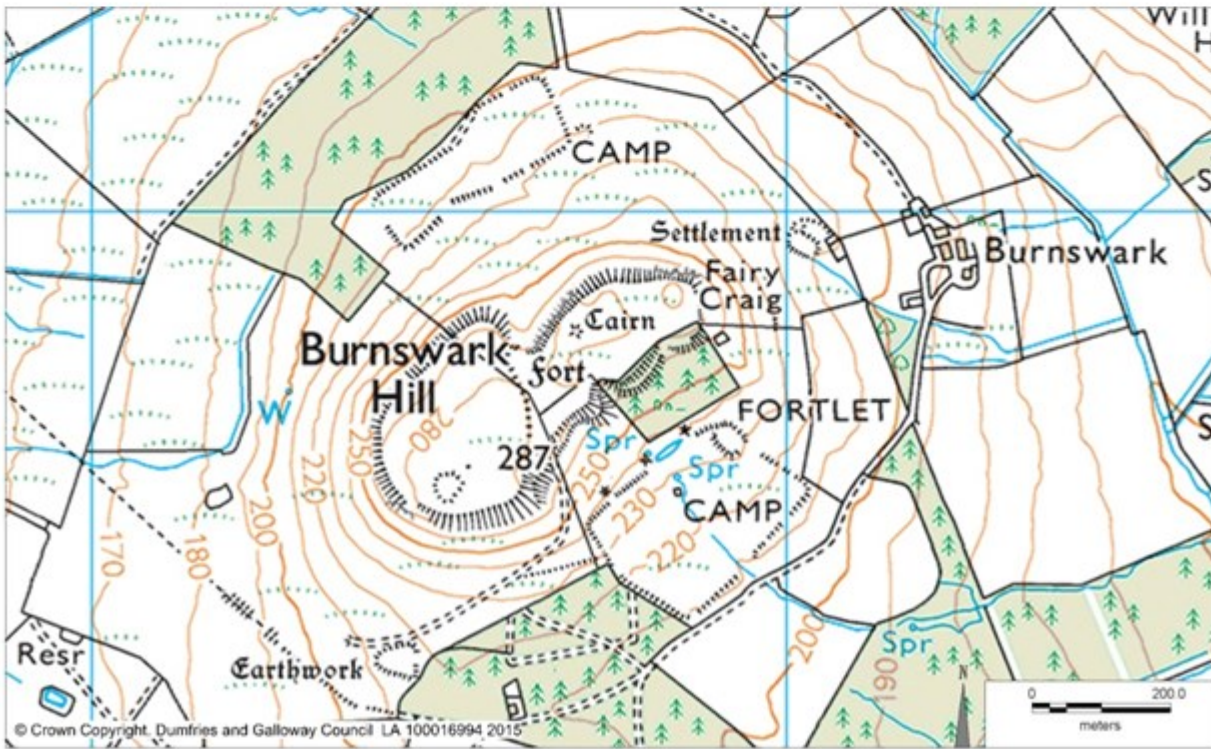 CAMP
Settlement
Burnswark
Fairy
Craig
Cairn
Burnswark
Hill
Fort
FORTLET
280
W
287
Spr
Spr
250
250
230
220
220
CAMP
200
200
170
180
190
Spr
Resr
Earthwork
N
0 200.0
meters
© Crown Copyright. Dumfries and Galloway Council LA 100016994 2015